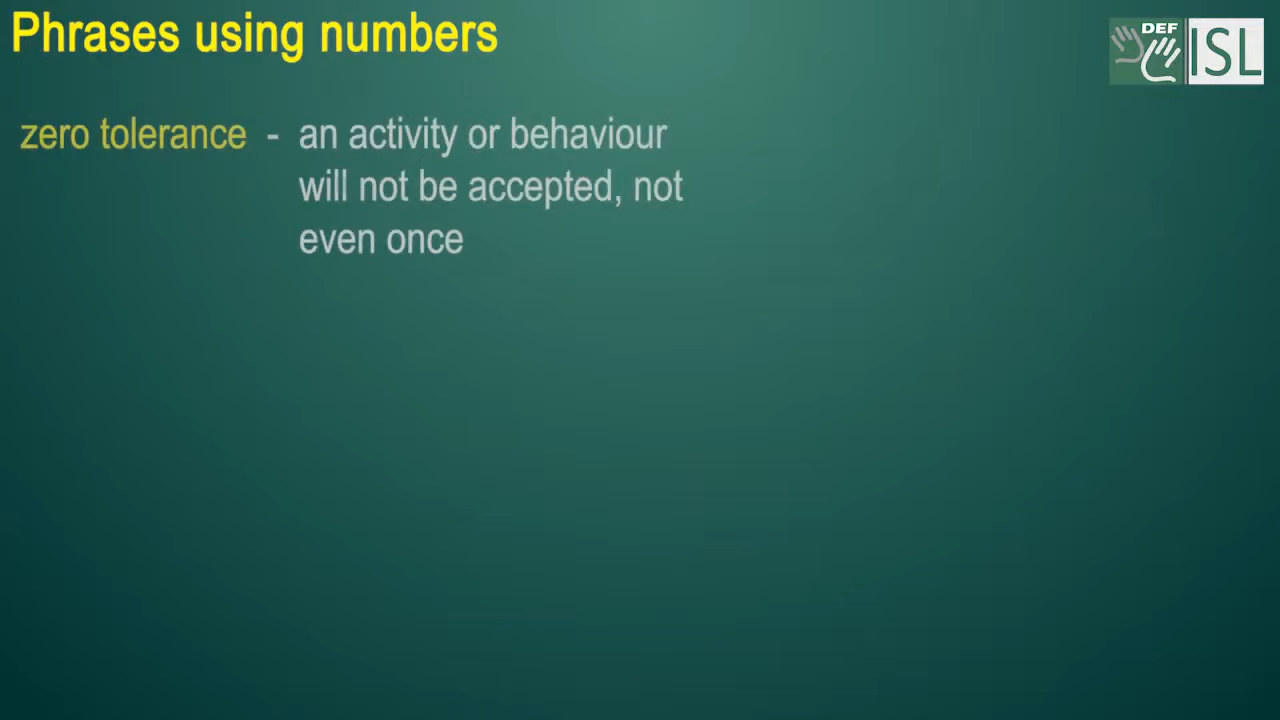 Phrases using numbers
DEF
ISL
zero tolerance - an activity or behaviour
will not be accepted, not
even once